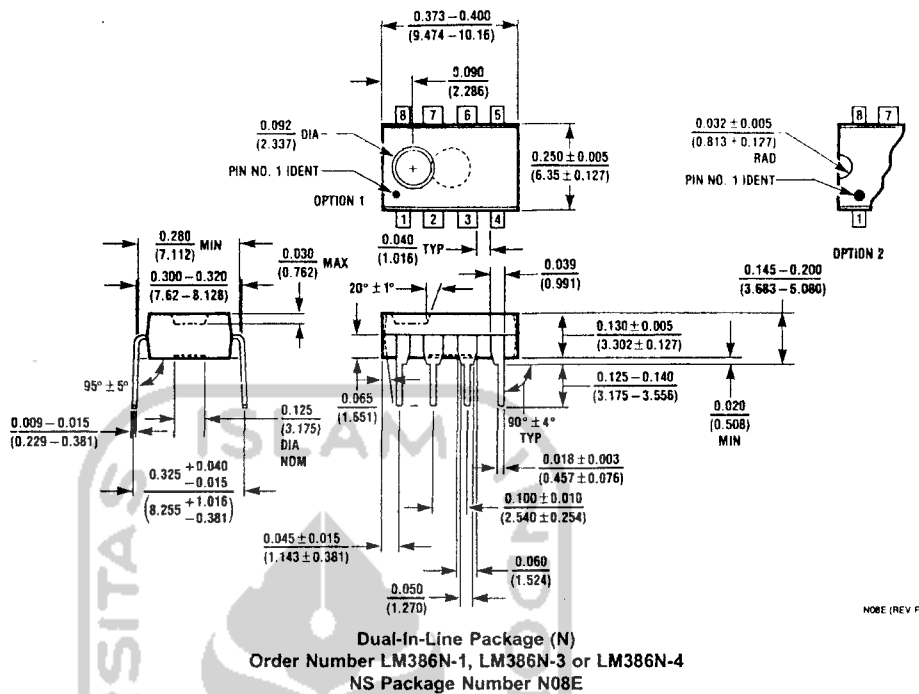 0.373 – 0.400
(9.474 – 10.16)
0.090
(2.286)
8 7 6 5
0.092 DIA
(2.337)
PIN NO. 1 IDENT
OPTION 1
1 2 3 4
0.250 ± 0.005
(6.35 ± 0.127)
0.032 ± 0.005
(0.813 ± 0.127)
RAD
PIN NO. 1 IDENT
8 7
1
OPTION 2
0.280 MIN
(7.112)
0.300 – 0.320
(7.62 – 8.128)
0.030 MAX
(0.762)
0.040 TYP
(1.016)
20° ± 1°
0.039
(0.991)
0.145 – 0.200
(3.683 – 5.080)
0.130 ± 0.005
(3.302 ± 0.127)
95° ± 5°
0.009 – 0.015
(0.229 – 0.381)
0.125
(3.175)
DIA
NOM
0.065
(1.651)
90° ± 4°
TYP
0.125 – 0.140
(3.175 – 3.556)
0.020
(0.508)
MIN
0.325 +0.040
–0.015
(8.255 +1.016
–0.381)
0.018 ± 0.003
(0.457 ± 0.076)
0.100 ± 0.010
(2.540 ± 0.254)
0.045 ± 0.015
(1.143 ± 0.381)
0.060
(1.524)
0.050
(1.270)
N08E (REV F
ISLAM
SITAS
Dual-In-Line Package (N)
Order Number LM386N-1, LM386N-3 or LM386N-4
NS Package Number N08E